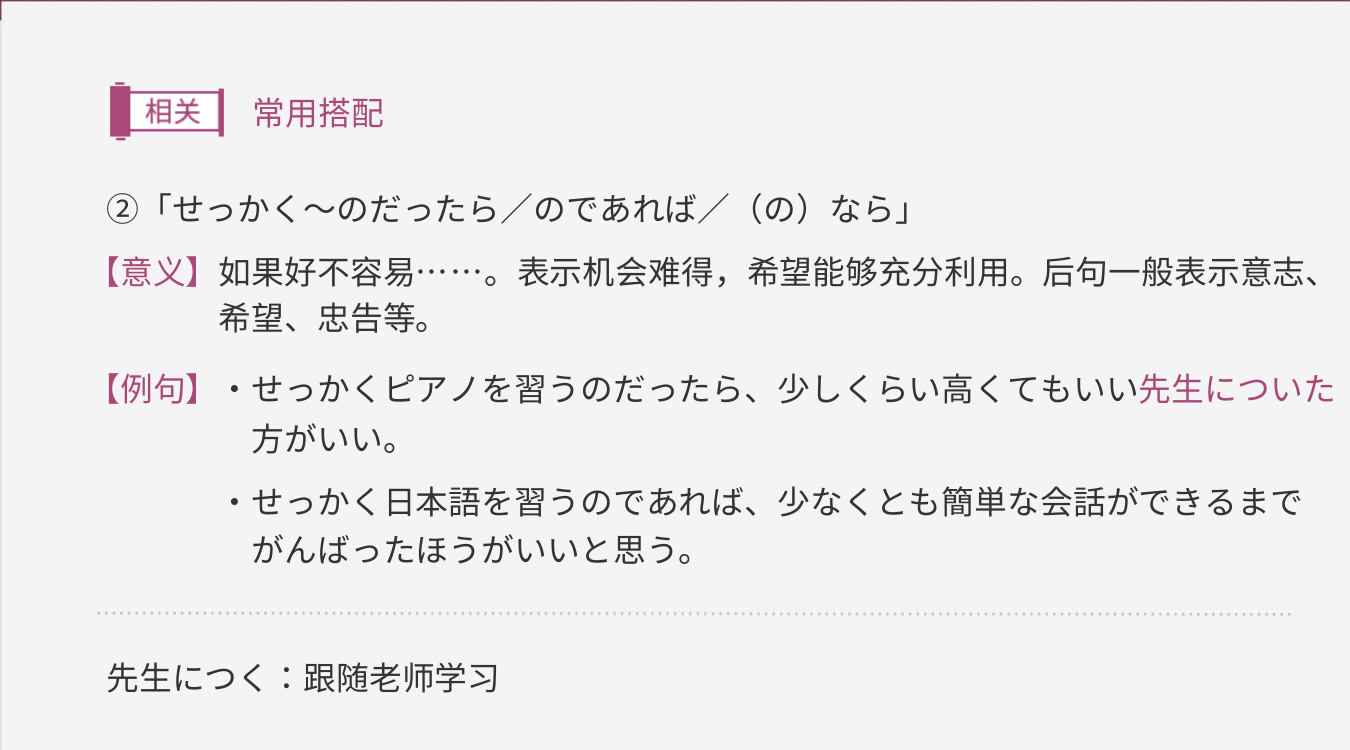 相关 常用搭配
②「せっかく～のだったら／のであれば／（の）なら」
【意义】如果好不容易……。表示机会难得，希望能够充分利用。后句一般表示意志、
希望、忠告等。
【例句】・せっかくピアノを習うのだったら、少しくらい高くてもいい先生についた
方がいい。
・せっかく日本語を習うのであれば、少なくとも簡単な会話ができるまで
がんばったほうがいいと思う。
先生につく：跟随老师学习